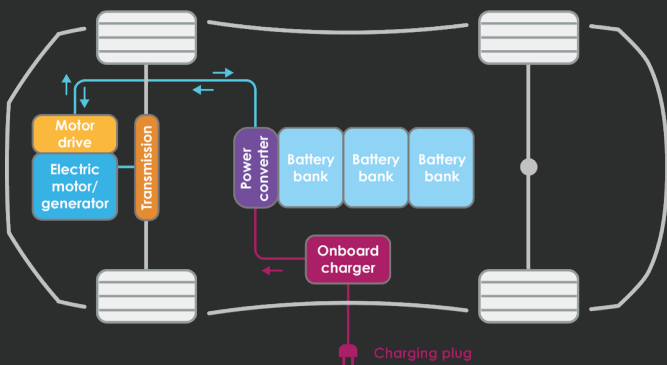 Motor
drive
Electric
motor/
generator
Transmission
Power
converter
Battery
bank
Battery
bank
Battery
bank
Onboard
charger
Charging plug